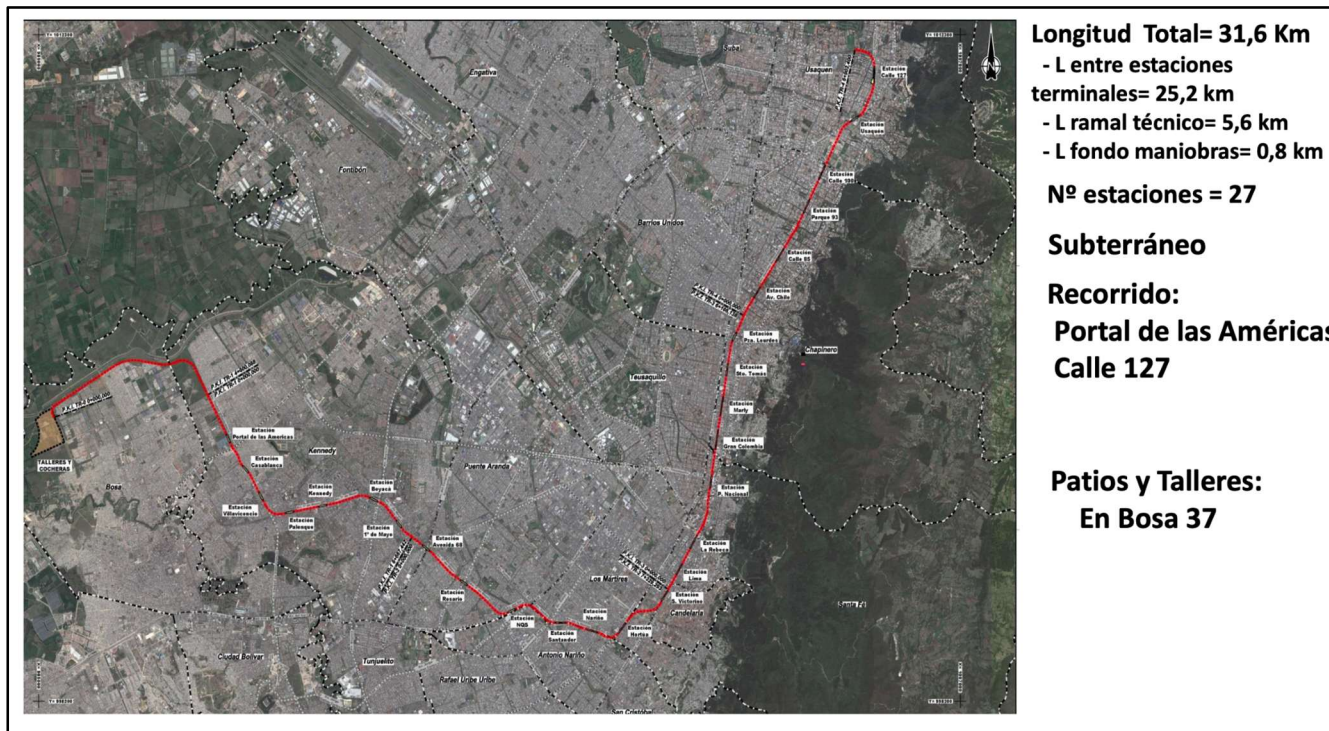 Longitud Total= 31,6 Km
- L entre estaciones
terminales= 25,2 km
- L ramal técnico= 5,6 km
- L fondo maniobras= 0,8 km
Nº estaciones = 27
Subterráneo
Recorrido:
Portal de las Américas
Calle 127
Patios y Talleres:
En Bosa 37
Suba
Usaquen
Engativa
Estación
Calle 127
Estación
Usaquén
Fontibón
Estación
Calle 100
Estación
Parque 93
Barrios Unidos
Estación
Calle 85
Estación
Av. Chile
Estación
Pza. Lourdes
Chapinero
Estación
Sto. Tomás
Teusaquillo
Estación
Marly
Estación
Gran Colombia
Estación
Portal de las Americas
Kennedy
Estación
Casablanca
TALLERES Y
COCHERAS
Bosa
Puente Aranda
Estación
Boyacá
Estación
Kennedy
Estación
P. Nacional
Estación
Villavicencio
Estación
Palenque
Estación
1º de Mayo
Estación
Avenida 68
Estación
La Rebeca
Estación
Lima
Los Mártires
Estación
Rosario
Estación
S. Victorino
Candelaria
Santa Fé
Estación
NQS
Estación
Nariño
Estación
Santander
Estación
Hortúa
Antonio Nariño
Ciudad Bolívar
Tunjuelito
Rafael Uribe Uribe
San Cristóbal